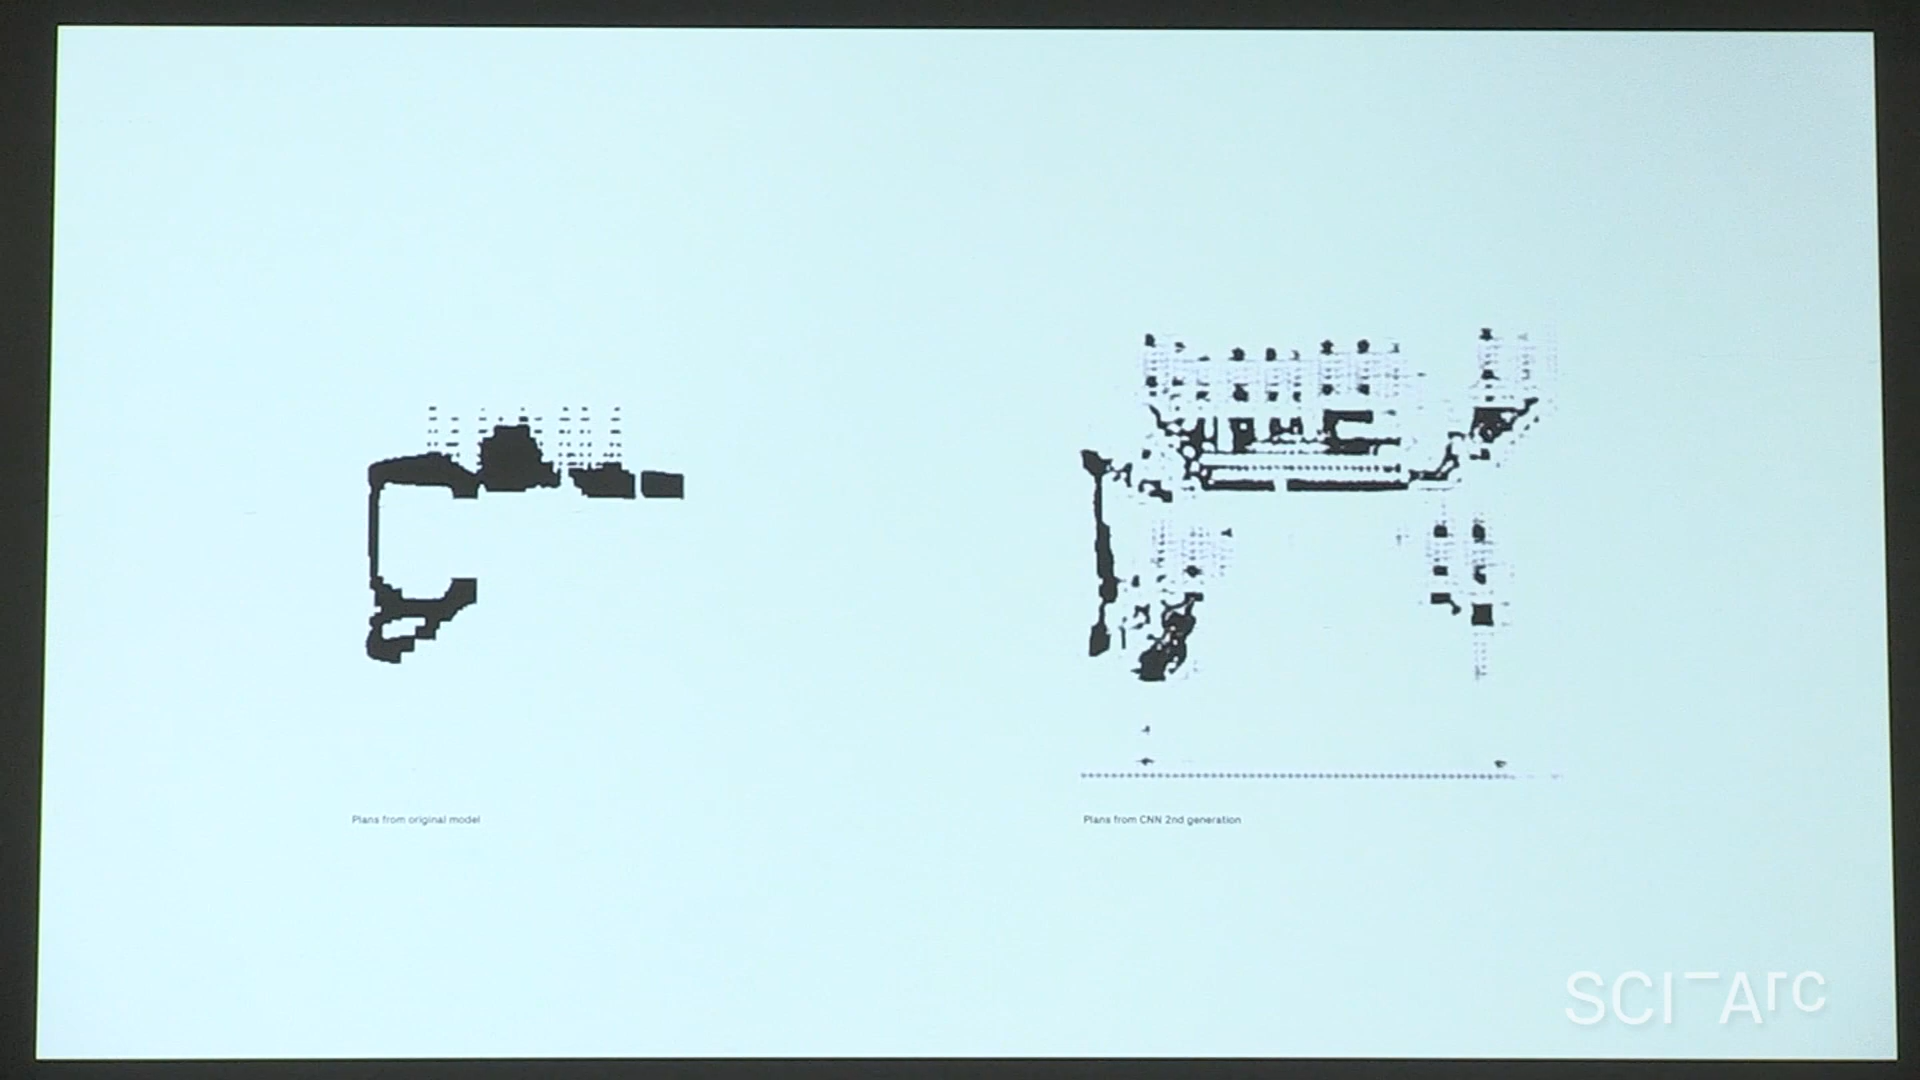 Plans from original model
Plans from CNN 2nd generation
SCI-Arc